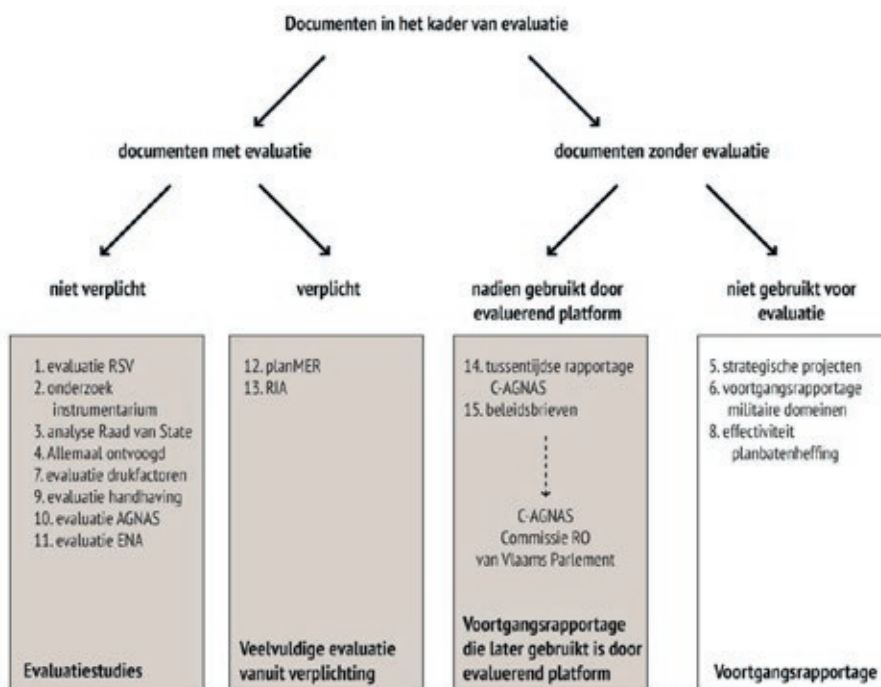 Documenten in het kader van evaluatie
documenten met evaluatie
documenten zonder evaluatie
niet verplicht
verplicht
nadien gebruikt door
evaluerend platform
niet gebruikt voor
evaluatie
1. evaluatie RSV
2. onderzoek
instrumentarium
3. analyse Raad van State
4. Allemaal ontvoogd
7. evaluatie drukfactoren
9. evaluatie handhaving
10. evaluatie AGNAS
11. evaluatie ENA
Evaluatiestudies
12. planMER
13. RIA
Veelvuldige evaluatie
vanuit verplichting
14. tussentijdse rapportage
C-AGNAS
15. beleidsbrieven
C-AGNAS
Commissie RO
van Vlaams Parlement
Voortgangsrapportage
die later gebruikt is door
evaluerend platform
5. strategische projecten
6. voortgangsrapportage
militaire domeinen
8. effectiviteit
planbatenheffing
Voortgangsrapportage